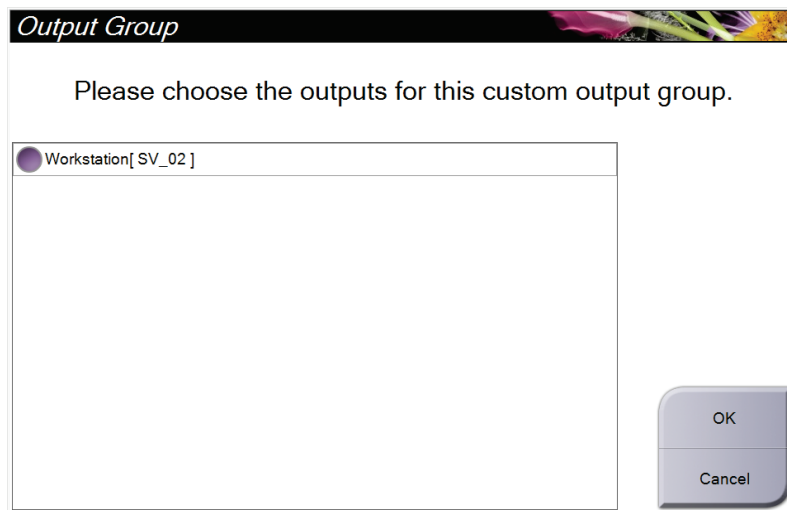 Output Group
Please choose the outputs for this custom output group.
Workstation[ SV_02 ]
OK
Cancel